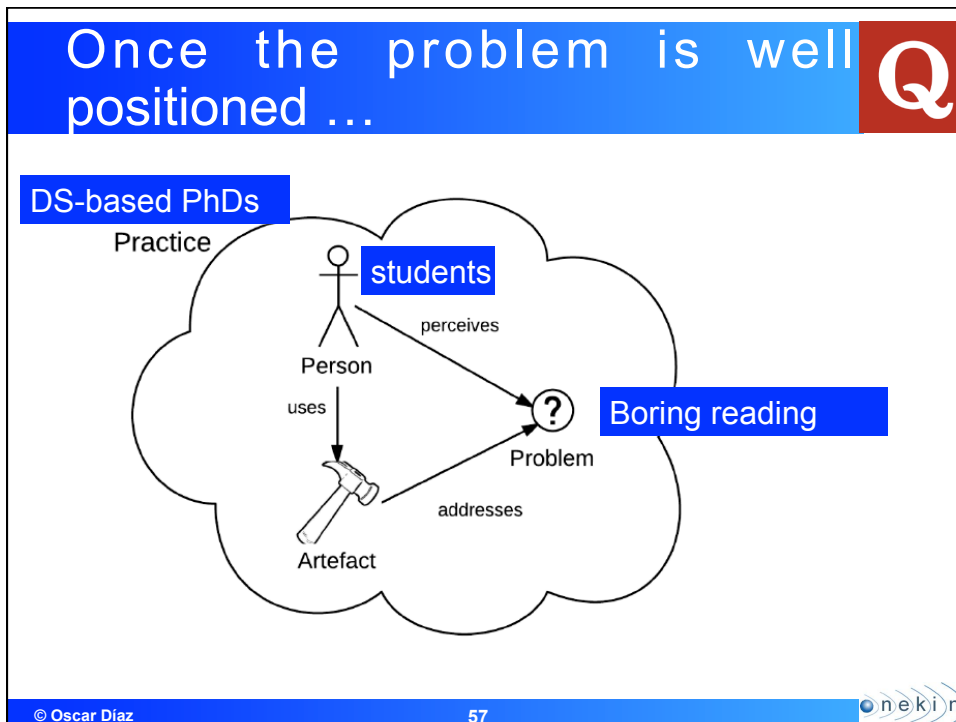 Once the problem is well
positioned …
Q
DS-based PhDs
Practice
students
perceives
Person
uses
?
Boring reading
Problem
addresses
Artefact
© Oscar Díaz
57
onekin